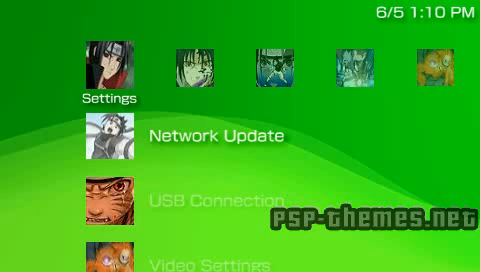 6/5 1:10 PM
Settings
Network Update
USB Connection
psp-themes.net
Video Settings